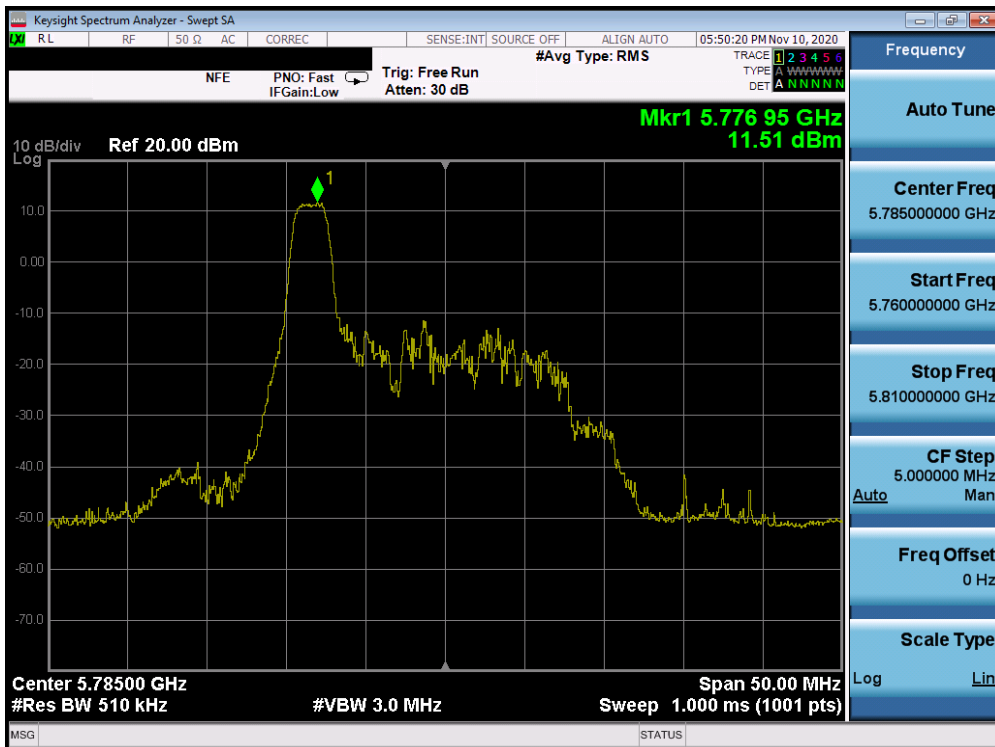 Keysight Spectrum Analyzer - Swept SA
LXI RL RF 50 Ω AC CORREC SENSE:INT SOURCE OFF ALIGN AUTO 05:50:20 PM Nov 10, 2020
#Avg Type: RMS
TRACE 1 2 3 4 5 6
TYPE A WWWWW
DET A N N N N N
NFE PNO: Fast Trig: Free Run
IFGain:Low Atten: 30 dB
Mkr1 5.776 95 GHz
11.51 dBm
10 dB/div Ref 20.00 dBm
Log
1
10.0
0.00
-10.0
-20.0
-30.0
-40.0
-50.0
-60.0
-70.0
Center 5.78500 GHz Span 50.00 MHz
#Res BW 510 kHz #VBW 3.0 MHz Sweep 1.000 ms (1001 pts)
MSG STATUS
Frequency
Auto Tune
Center Freq
5.785000000 GHz
Start Freq
5.760000000 GHz
Stop Freq
5.810000000 GHz
CF Step
5.000000 MHz
Auto Man
Freq Offset
0 Hz
Scale Type
Log Lin